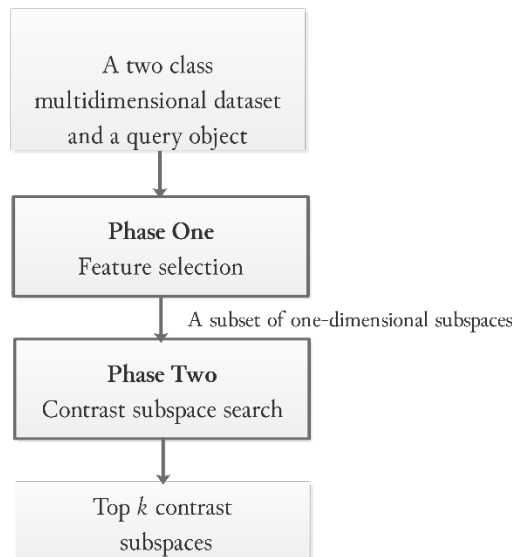 A two class
multidimensional dataset
and a query object
Phase One
Feature selection
A subset of one-dimensional subspaces
Phase Two
Contrast subspace search
Top k contrast
subspaces